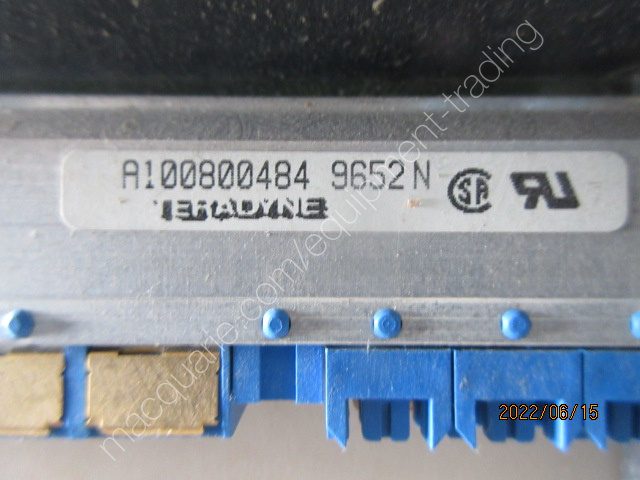 A100800484 9652N
TERADYNE
macquarie.com/equipment-trading
2022/06/15